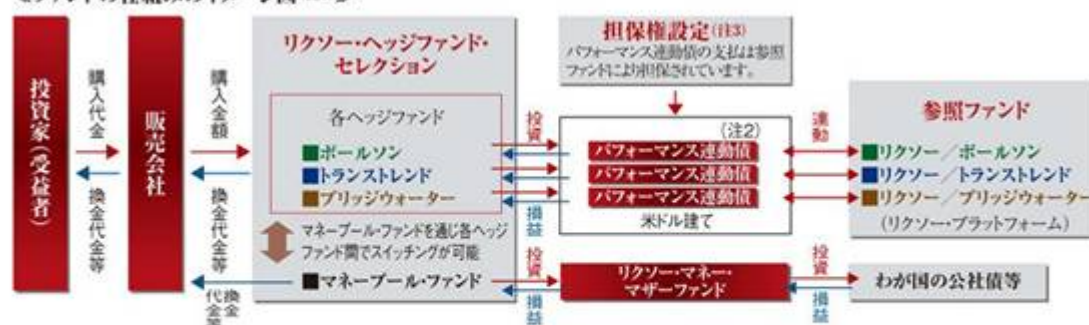 投資家(受益者)
購入代金
換金代金等
販売会社
購入金額
換金代金等
換金
代金等
リクソー・ヘッジファンド・
セレクション
各ヘッジファンド
■ポールソン
■トランストレンド
■ブリッジウォーター
マネープール・ファンドを通じ各ヘッジ
ファンド間でスイッチングが可能
■マネープール・ファンド
投資
損益
投資
損益
担保権設定(注3)
パフォーマンス連動債の支払は参照
ファンドにより担保されています。
(注2)
パフォーマンス連動債
パフォーマンス連動債
パフォーマンス連動債
米ドル建て
リクソー・マネー・
マザーファンド
連動
投資
損益
参照ファンド
■リクソー/ポールソン
■リクソー/トランストレンド
■リクソー/ブリッジウォーター
(リクソー・プラットフォーム)
わが国の公社債等